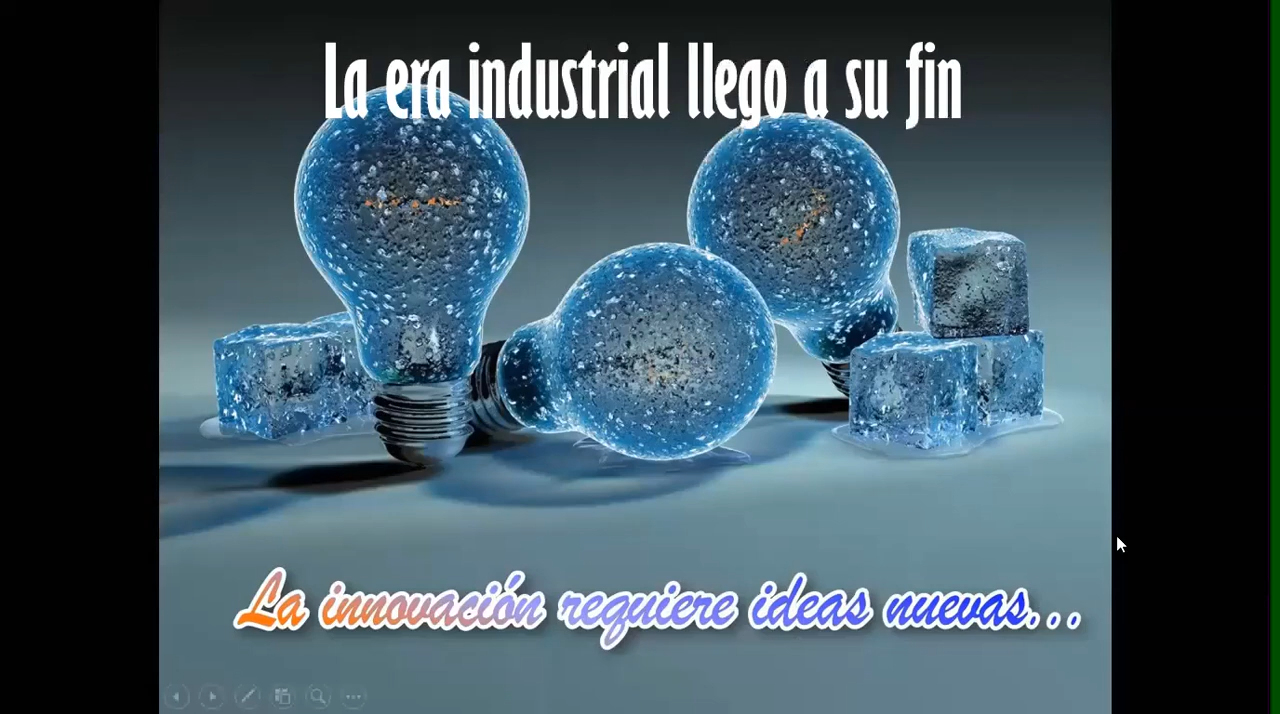 La era industrial llego a su fin
La innovación requiere ideas nuevas...